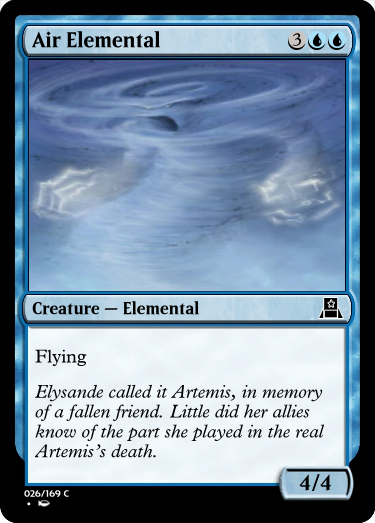 Air Elemental 3
Creature — Elemental
Flying
Elysande called it Artemis, in memory
of a fallen friend. Little did her allies
know of the part she played in the real
Artemis's death.
4/4
026/169 C